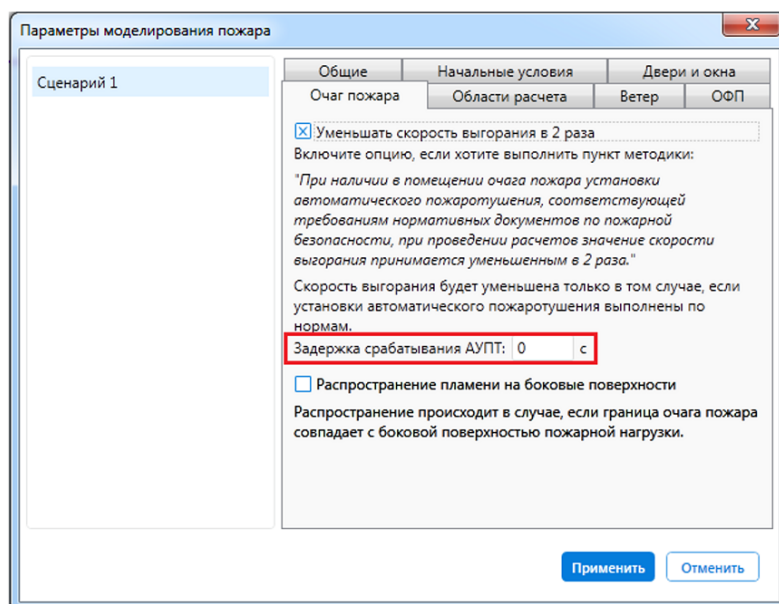 Параметры моделирования пожара
Сценарий 1
Общие
Начальные условия
Двери и окна
Очаг пожара
Области расчета
Ветер
ОФП
Уменьшать скорость выгорания в 2 раза
Включите опцию, если хотите выполнить пункт методики:
"При наличии в помещении очага пожара установки
автоматического пожаротушения, соответствующей
требованиям нормативных документов по пожарной
безопасности, при проведении расчетов значение скорости
выгорания принимается уменьшенным в 2 раза."
Скорость выгорания будет уменьшена только в том случае, если
установки автоматического пожаротушения выполнены по
нормам.
Задержка срабатывания АУПТ: 0 с
Распространение пламени на боковые поверхности
Распространение происходит в случае, если граница очага пожара
совпадает с боковой поверхностью пожарной нагрузки.
Применить
Отменить